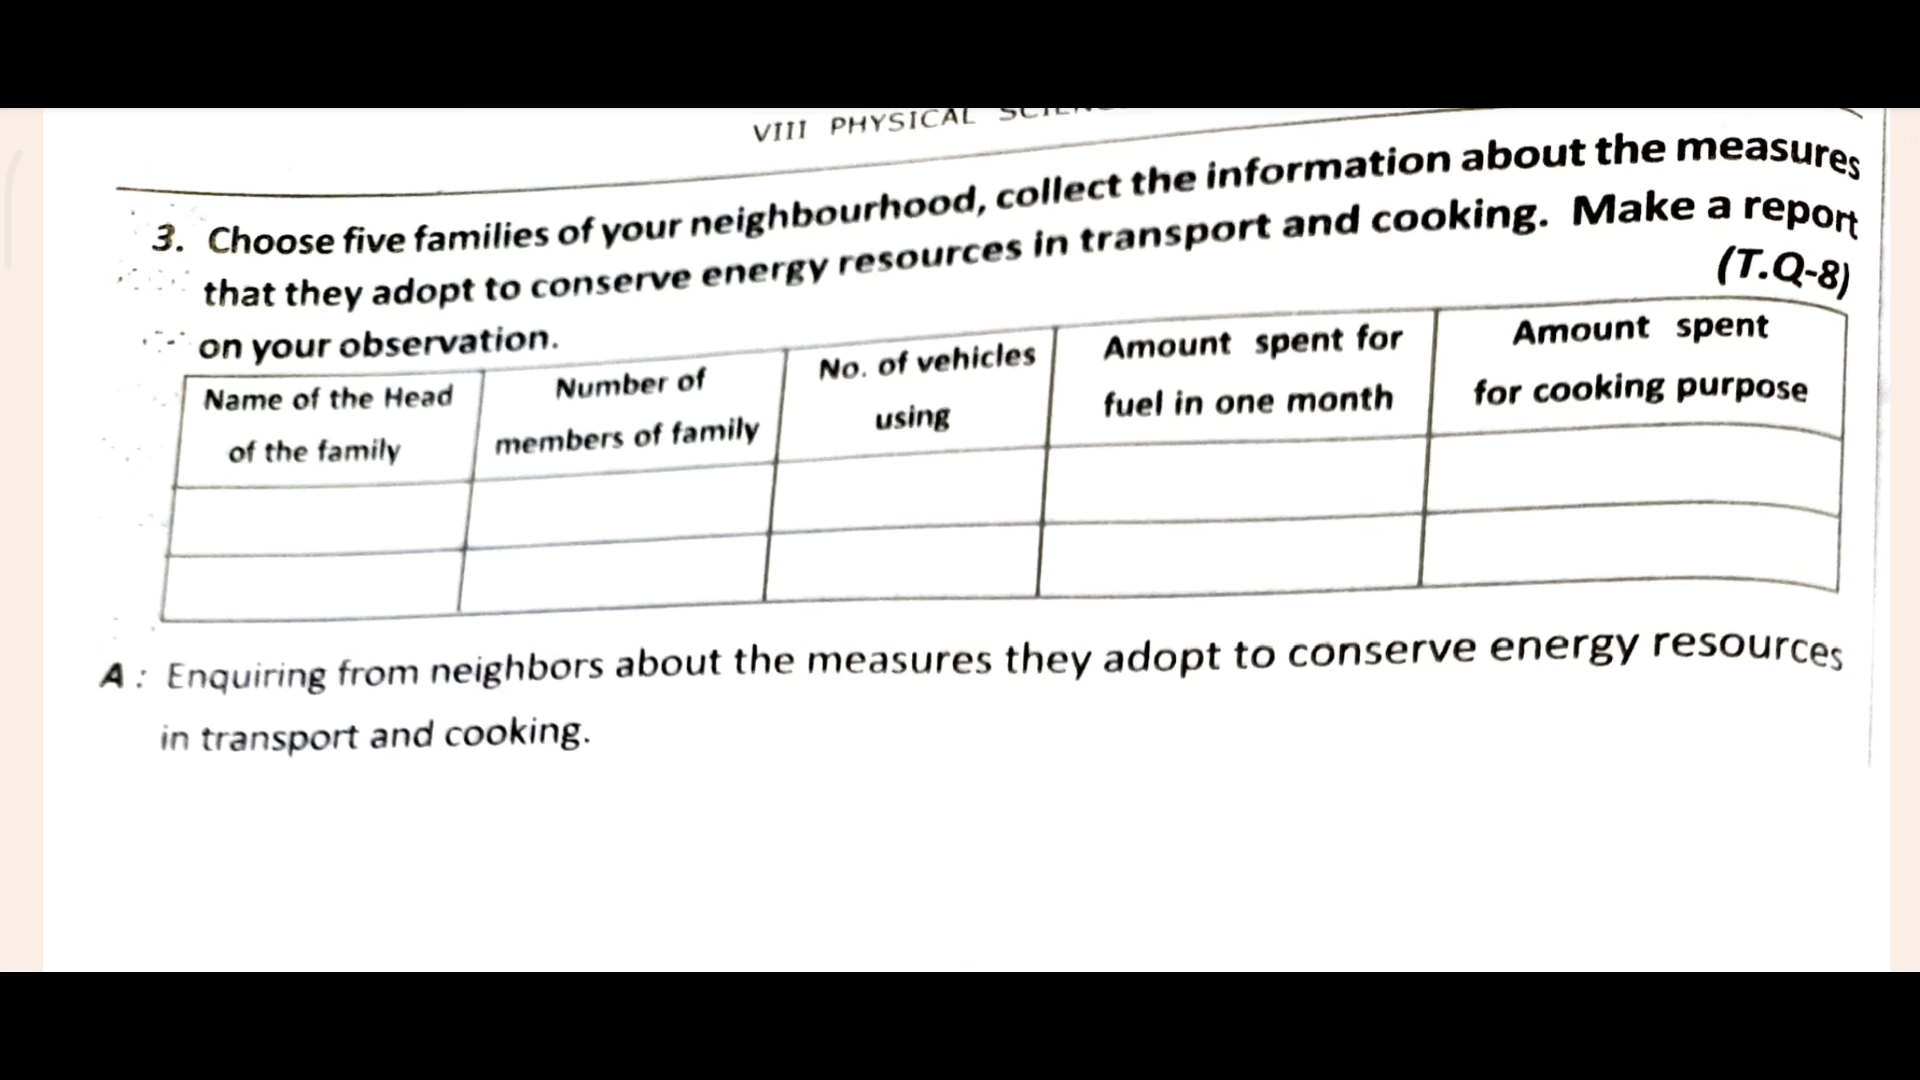 VIII PHYSICAL
3. Choose five families of your neighbourhood, collect the information about the measures
that they adopt to conserve energy resources in transport and cooking. Make a report
on your observation. (T.Q-8)
Name of the Head
of the family
Number of
members of family
No. of vehicles
using
Amount spent for
fuel in one month
Amount spent
for cooking purpose
A : Enquiring from neighbors about the measures they adopt to conserve energy resources
in transport and cooking.